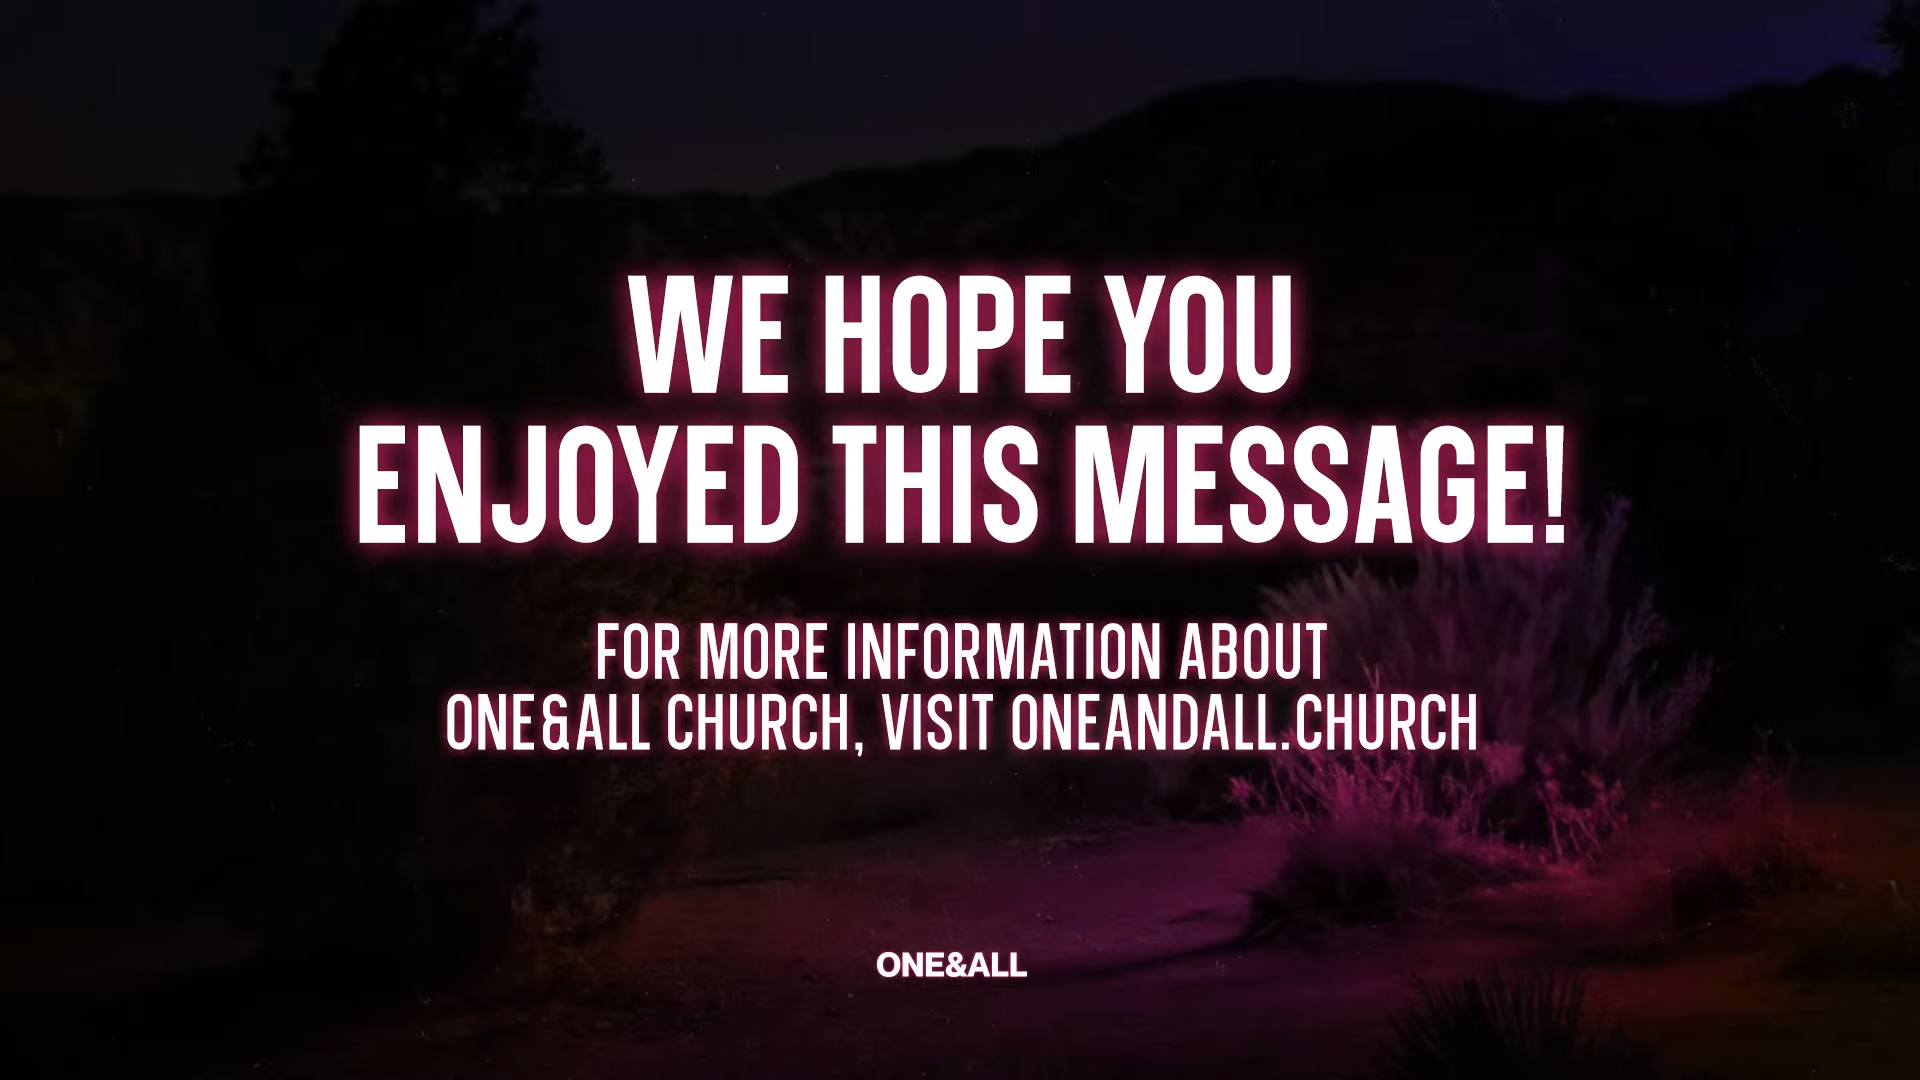 WE HOPE YOU
ENJOYED THIS MESSAGE!
FOR MORE INFORMATION ABOUT
ONE&ALL CHURCH, VISIT ONEANDALL.CHURCH
ONE&ALL